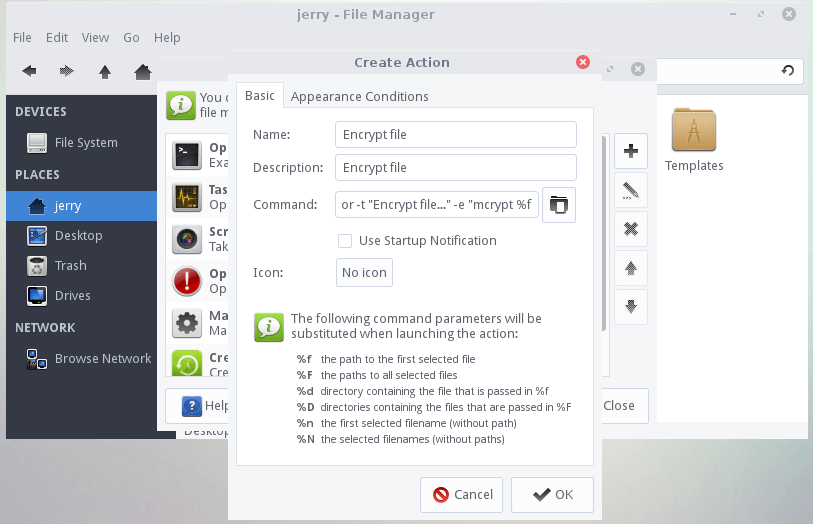 jerry - File Manager
File Edit View Go Help
Create Action
Basic
Appearance Conditions
DEVICES
File System
PLACES
jerry
Desktop
Trash
Drives
NETWORK
Browse Network
You
file
Op
Exa
Tas
Op
Scr
Tak
Op
Op
Ma
Ma
Cre
Cre
Help
Name:
Encrypt file
Description:
Encrypt file
Command:
or -t "Encrypt file..." -e "mcrypt %f
Use Startup Notification
Icon:
No icon
The following command parameters will be
substituted when launching the action:
%f the path to the first selected file
%F the paths to all selected files
%d directory containing the file that is passed in %f
%D directories containing the files that are passed in %F
%n the first selected filename (without path)
%N the selected filenames (without paths)
Cancel
OK
Close
Templates